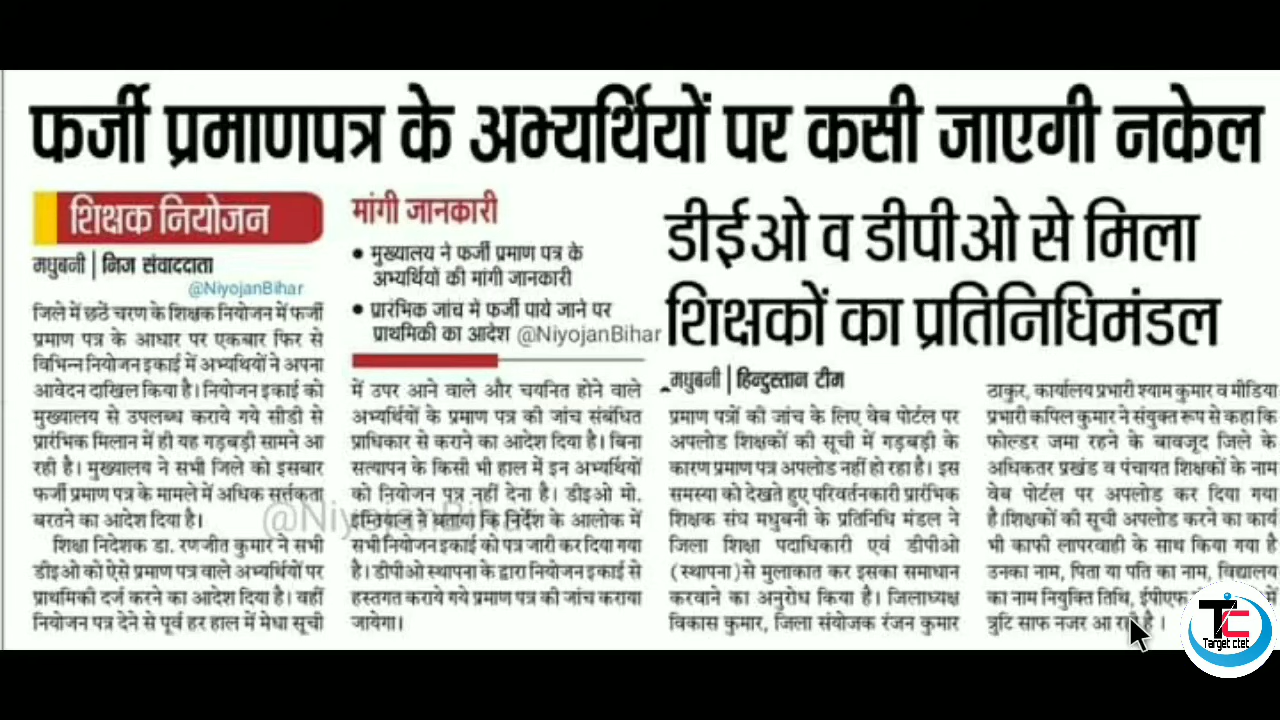 फर्जी प्रमाणपत्र के अभ्यर्थियों पर कसी जाएगी नकेल
शिक्षक नियोजन
मधुबनी | निज संवाददाता
@NiyojanBihar
जिले में छठें चरण के शिक्षक नियोजन में फर्जी
प्रमाण पत्र के आधार पर एकबार फिर से
विभिन्न नियोजन इकाई में अभ्यथियों ने अपना
आवेदन दाखिल किया है। नियोजन इकाई को
मुख्यालय से उपलब्ध कराये गये सीडी से
प्रारंभिक मिलान में ही यह गड़बड़ी सामने आ
रही है। मुख्यालय ने सभी जिले को इसबार
फर्जी प्रमाण पत्र के मामले में अधिक सर्त्तकता
बरतने का आदेश दिया है।
शिक्षा निदेशक डा. रणजीत कुमार ने सभी
डीइओ को ऐसे प्रमाण पत्र वाले अभ्यर्थियों पर
प्राथमिकी दर्ज करने का आदेश दिया है। वहीं
नियोजन पत्र देने से पूर्व हर हाल में मेधा सूची
मांगी जानकारी
• मुख्यालय ने फर्जी प्रमाण पत्र के
अभ्यर्थियों की मांगी जानकारी
• प्रारंभिक जांच में फर्जी पाये जाने पर
प्राथमिकी का आदेश @NiyojanBihar
में उपर आने वाले और चयनित होने वाले
अभ्यर्थियों के प्रमाण पत्र की जांच संबंधित
प्राधिकार से कराने का आदेश दिया है। बिना
सत्यापन के किसी भी हाल में इन अभ्यर्थियों
को नियोजन पत्र नहीं देना है। डीइओ मो.
इम्तियाज ने बताया कि निर्देश के आलोक में
सभी नियोजन इकाई को पत्र जारी कर दिया गया
है। डीपीओ स्थापना के द्वारा नियोजन इकाई से
हस्तगत कराये गये प्रमाण पत्र की जांच कराया
जायेगा।
@Niyojan
डीईओ व डीपीओ से मिला
शिक्षकों का प्रतिनिधिमंडल
मधुबनी | हिन्दुस्तान टीम
प्रमाण पत्रों की जांच के लिए वेब पोर्टल पर
अपलोड शिक्षकों की सूची में गड़बड़ी के
कारण प्रमाण पत्र अपलोड नहीं हो रहा है। इस
समस्या को देखते हुए परिवर्तनकारी प्रारंभिक
शिक्षक संघ मधुबनी के प्रतिनिधि मंडल ने
जिला शिक्षा पदाधिकारी एवं डीपीओ
(स्थापना)से मुलाकात कर इसका समाधान
करवाने का अनुरोध किया है। जिलाध्यक्ष
विकास कुमार, जिला संयोजक रंजन कुमार
ठाकुर, कार्यालय प्रभारी श्याम कुमार व मीडिया
प्रभारी कपिल कुमार ने संयुक्त रूप से कहा कि
फोल्डर जमा रहने के बावजूद जिले के
अधिकतर प्रखंड व पंचायत शिक्षकों के नाम
वेब पोर्टल पर अपलोड कर दिया गया
है।शिक्षकों की सूची अपलोड करने का कार्य
भी काफी लापरवाही के साथ किया गया है
उनका नाम, पिता या पति का नाम, विद्यालय
का नाम नियुक्ति तिथि, ईपीएफ में
त्रुटि साफ नजर आ रही है।
TC
Target ctet